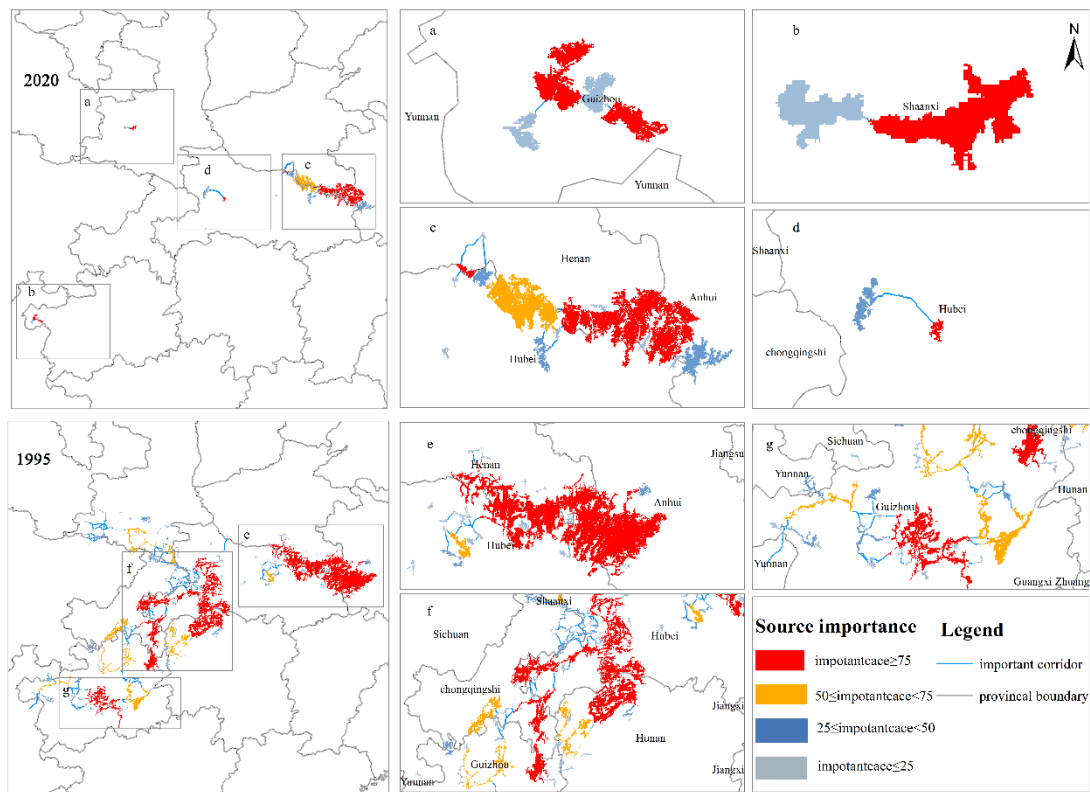 2020
a
d
c
b
a
Guizhou
Yunnan
Yunnan
b
N
Shaanxi
c
Henan
Anhui
Hubei
d
Shaanxi
Hubei
chongqingshi
1995
e
f
g
e
Jiangsu
Henan
Anhui
Hubei
g
chongqingshi
Sichuan
Yunnan
Hunan
Guizhou
Yunnan
Guangxi Zhuang
f
Shaanxi
Sichuan
Hubei
chongqingshi
Jiangxi
Hunan
Guizhou
Yunnan
Jiangxi
Source importance Legend
impotantcace≥75 important corridor
50≤impotantcace<75 provincal boundary
25≤impotantcace<50
impotanteace≤25